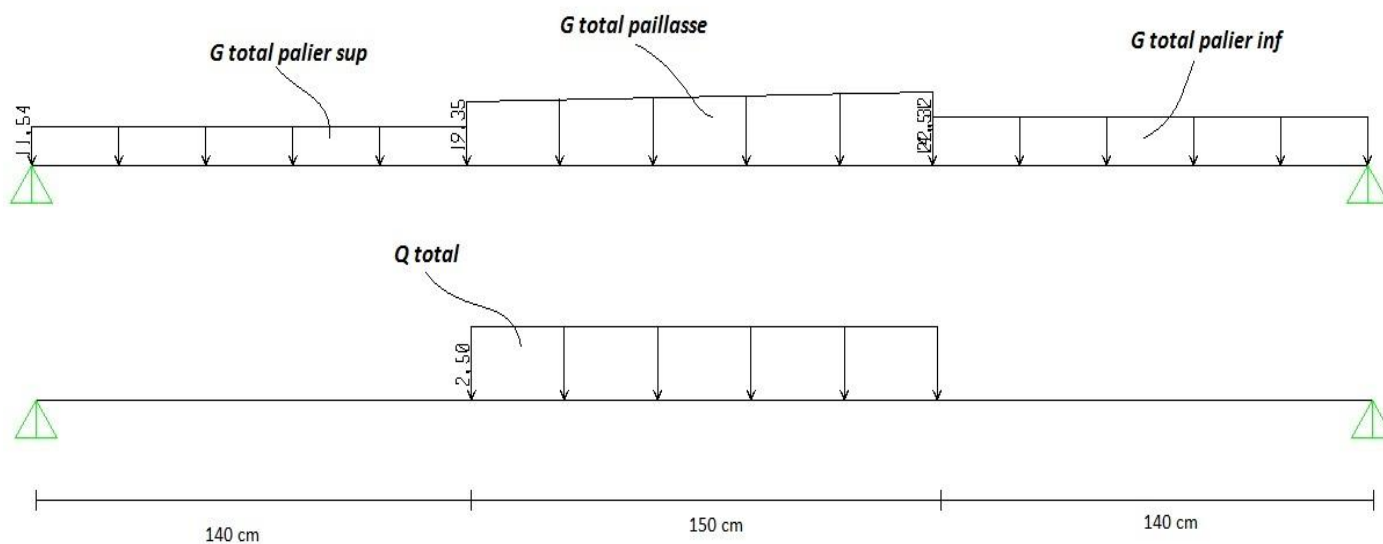 G total paillasse
G total palier sup
G total palier inf
11,54
19,35
Q total
2,50
140 cm
150 cm
140 cm